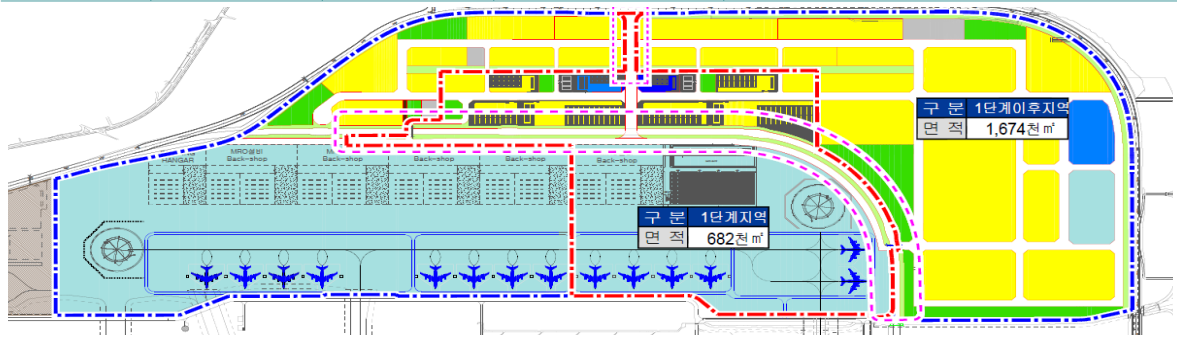 구 분 1단계이후지역
면 적 1,674천㎡
HANGAR
MRO설비
Back-shop
Back-shop
Back-shop
Back-shop
Back-shop
구 분 1단계지역
면 적 682천㎡